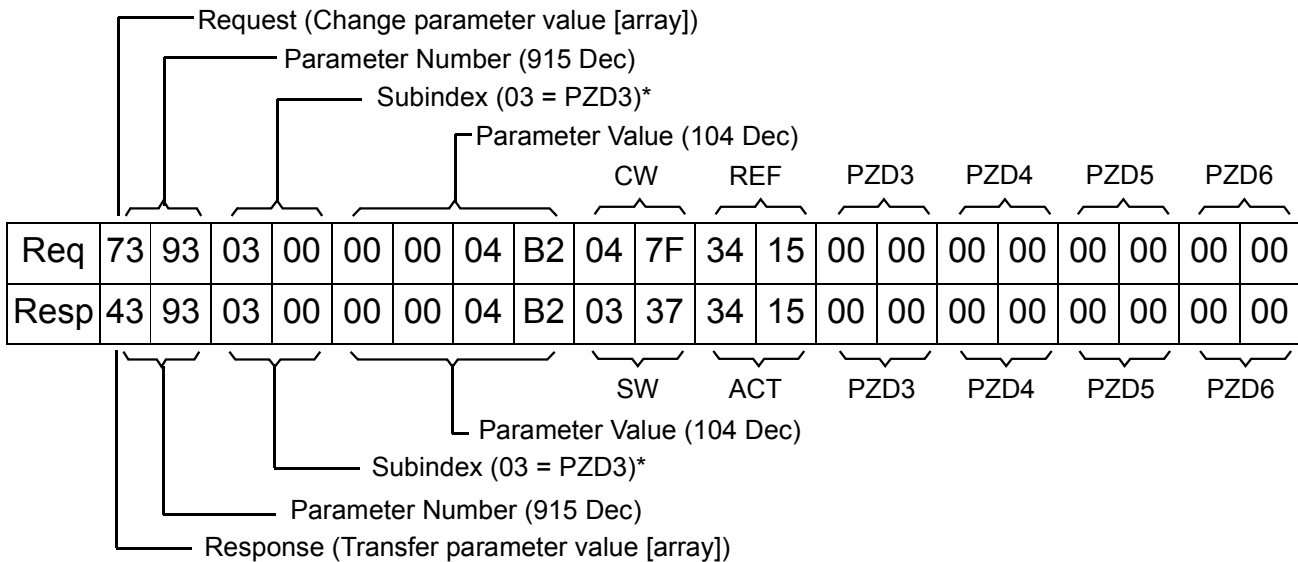 Request (Change parameter value [array])
Parameter Number (915 Dec)
Subindex (03 = PZD3)*
Parameter Value (104 Dec)
CW REF PZD3 PZD4 PZD5 PZD6
Req 73 93 03 00 00 00 04 B2 04 7F 34 15 00 00 00 00 00 00 00 00
Resp 43 93 03 00 00 00 04 B2 03 37 34 15 00 00 00 00 00 00 00 00
SW ACT PZD3 PZD4 PZD5 PZD6
Parameter Value (104 Dec)
Subindex (03 = PZD3)*
Parameter Number (915 Dec)
Response (Transfer parameter value [array])